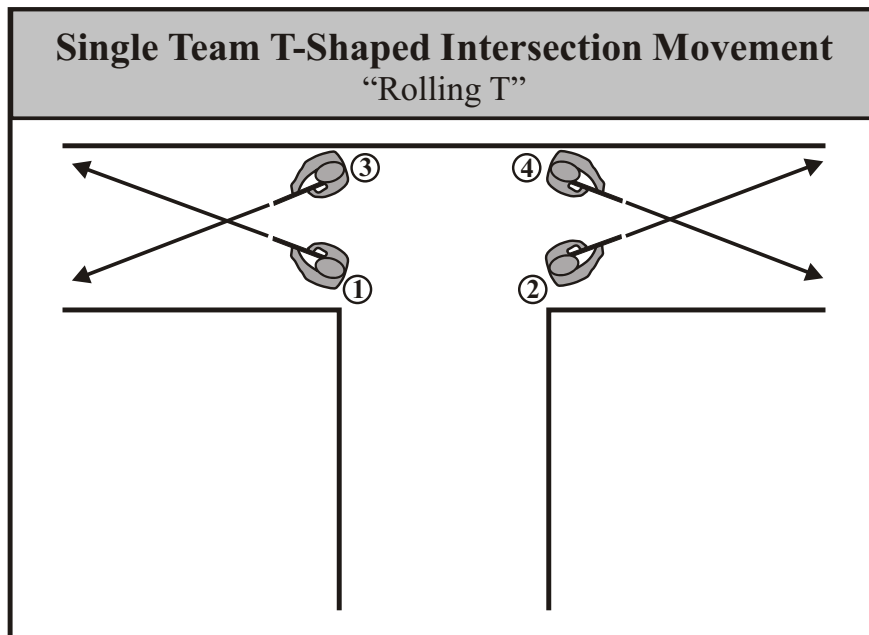 Single Team T-Shaped Intersection Movement
“Rolling T”
3 4
1 2